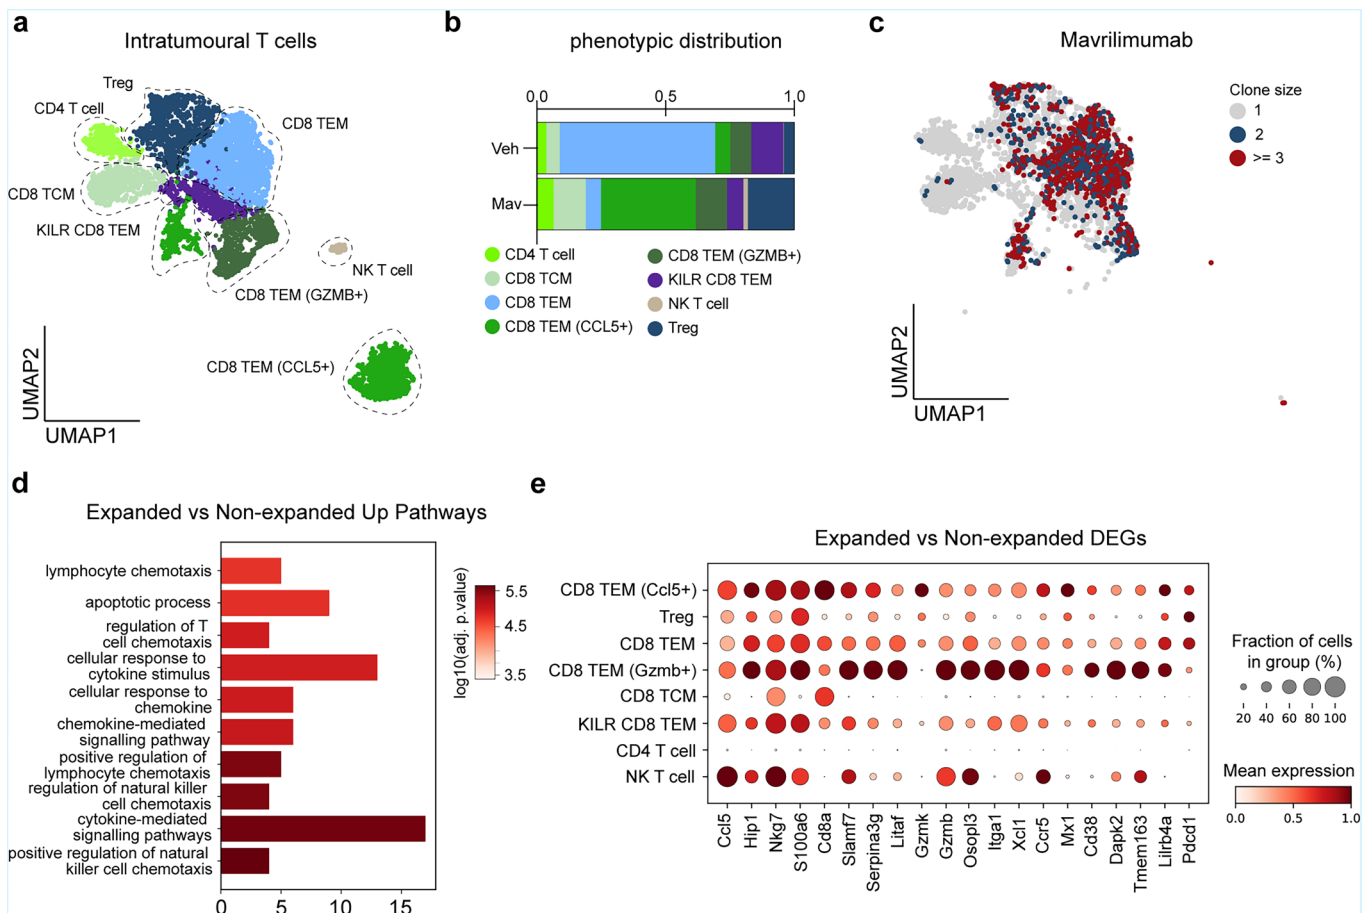 a
Intratumoural T cells
Treg
CD4 T cell
CD8 TEM
CD8 TCM
KILR CD8 TEM
NK T cell
CD8 TEM (GZMB+)
CD8 TEM (CCL5+)
UMAP2
UMAP1
b
phenotypic distribution
0.0
0.5
1.0
Veh
Mav
CD4 T cell
CD8 TCM
CD8 TEM
CD8 TEM (CCL5+)
CD8 TEM (GZMB+)
KILR CD8 TEM
NK T cell
Treg
c
Mavrilimumab
Clone size
1
2
>= 3
UMAP2
UMAP1
d
Expanded vs Non-expanded Up Pathways
lymphocyte chemotaxis
apoptotic process
regulation of T
cell chemotaxis
cellular response to
cytokine stimulus
cellular response to
chemokine
chemokine-mediated
signalling pathway
positive regulation of
lymphocyte chemotaxis
regulation of natural killer
cell chemotaxis
cytokine-mediated
signalling pathways
positive regulation of natural
killer cell chemotaxis
0
5
10
15
log10(adj. p.value)
5.5
4.5
3.5
e
Expanded vs Non-expanded DEGs
CD8 TEM (Ccl5+)
Treg
CD8 TEM
CD8 TEM (Gzmb+)
CD8 TCM
KILR CD8 TEM
CD4 T cell
NK T cell
Ccl5
Hip1
Nkg7
S100a6
Cd8a
Slamf7
Serpina3g
Litaf
Gzmk
Gzmb
Osopl3
Itga1
Xcl1
Ccr5
Mx1
Cd38
Dapk2
Tmem163
Lilrb4a
Pdcd1
Fraction of cells
in group (%)
20 40 60 80 100
Mean expression
0.0 0.5 1.0